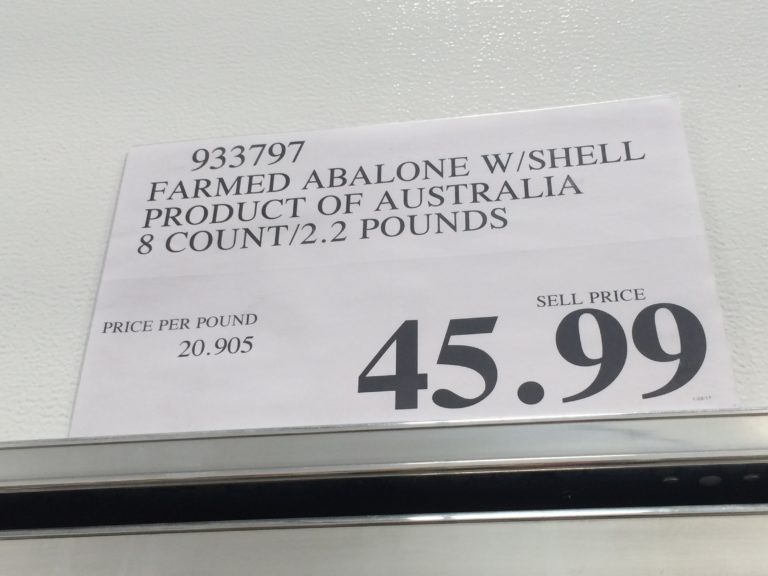 933797
FARMED ABALONE W/SHELL
PRODUCT OF AUSTRALIA
8 COUNT/2.2 POUNDS
SELL PRICE
PRICE PER POUND
20.905
45.99